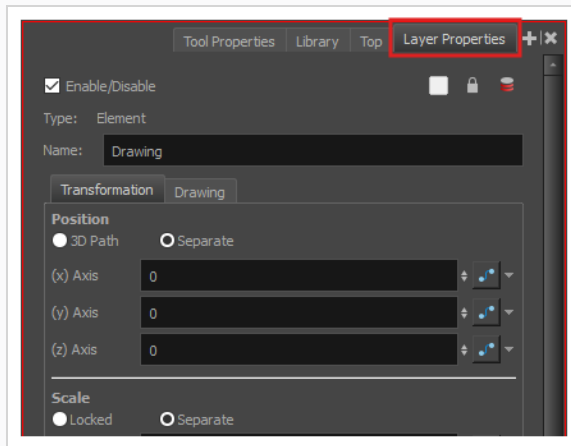 Tool Properties Library Top Layer Properties
Enable/Disable
Type: Element
Name: Drawing
Transformation Drawing
Position
3D Path Separate
(x) Axis 0
(y) Axis 0
(z) Axis 0
Scale
Locked Separate